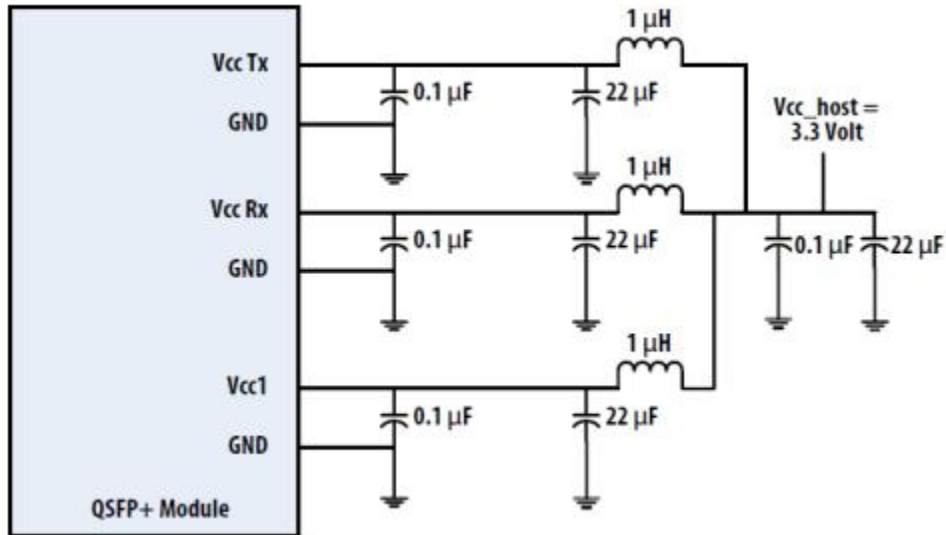 1 μH
Vcc Tx
0.1 μF
22 μF
Vcc_host =
3.3 Volt
GND
1 μH
Vcc Rx
0.1 μF
22 μF
0.1 μF
22 μF
GND
1 μH
Vcc1
0.1 μF
22 μF
GND
QSFP+ Module